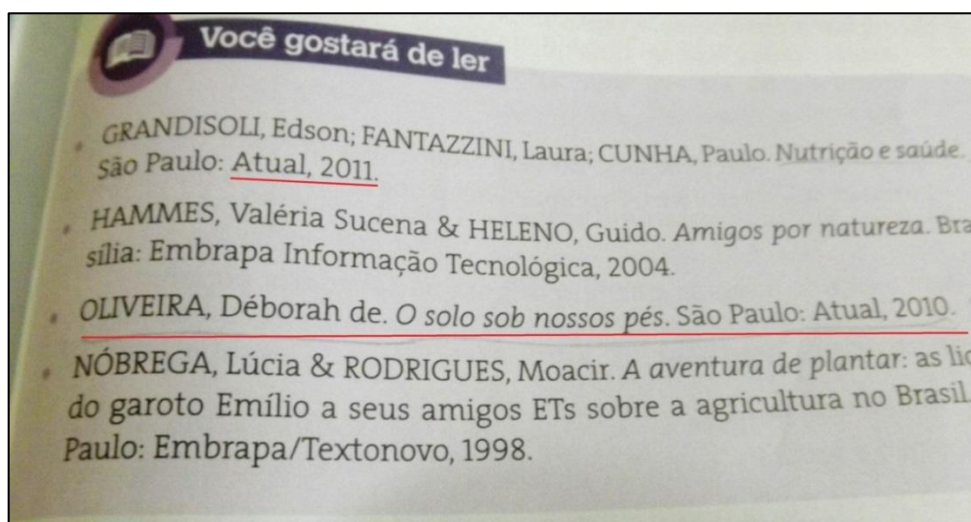 Você gostará de ler
GRANDISOLI, Edson; FANTAZZINI, Laura; CUNHA, Paulo. Nutrição e saúde.
São Paulo: Atual, 2011.
HAMMES, Valéria Sucena & HELENO, Guido. Amigos por natureza. Bra
sília: Embrapa Informação Tecnológica, 2004.
OLIVEIRA, Déborah de. O solo sob nossos pés. São Paulo: Atual, 2010.
NÓBREGA, Lúcia & RODRIGUES, Moacir. A aventura de plantar: as
do garoto Emílio a seus amigos ETs sobre a agricultura no Brasil.
Paulo: Embrapa/Textonovo, 1998.